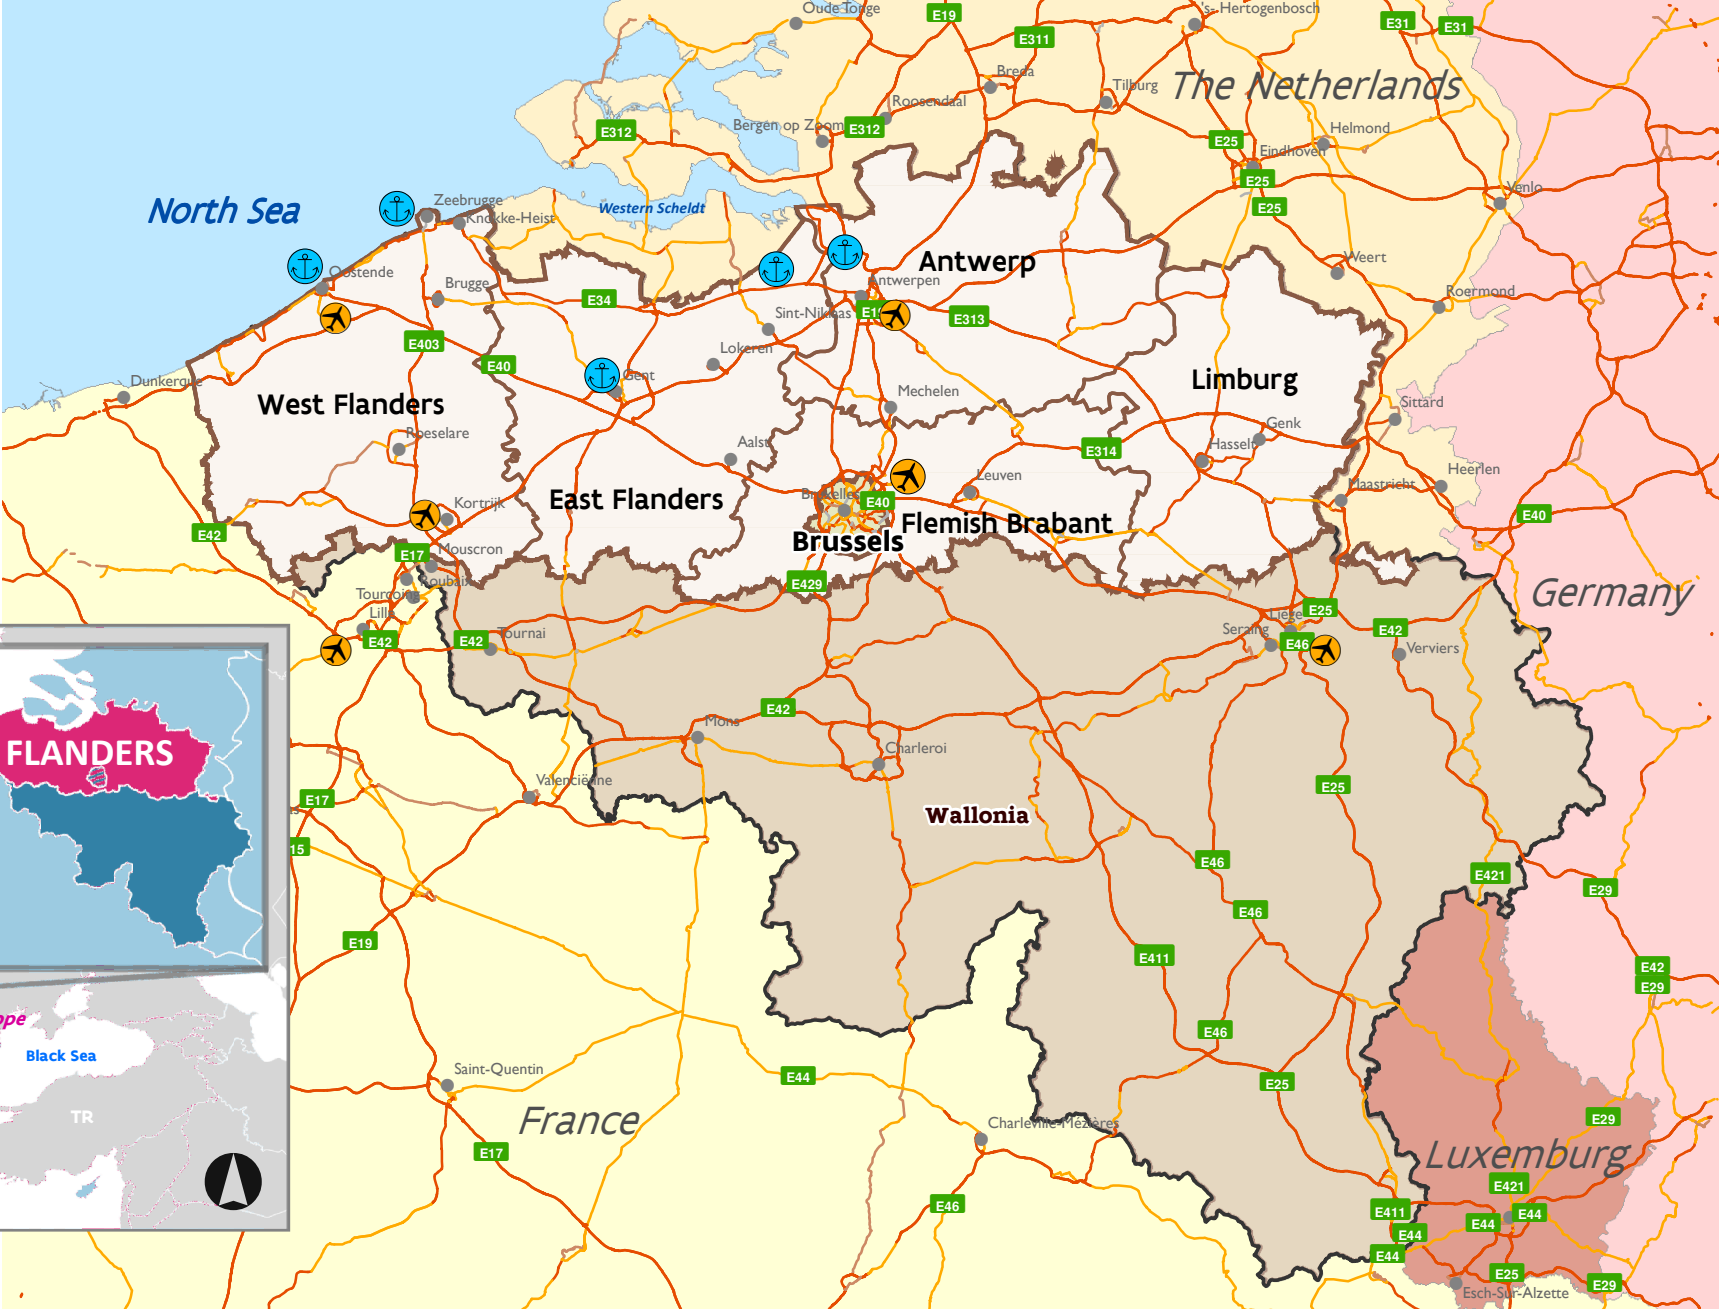 Oude Tonge
E19
's- Hertogenbosch
E31
E31
E311
Breda
Tilburg
The Netherlands
Roosendaal
Bergen op Zoom
E312
E312
Helmond
E25
Eindhoven
E25
Venlo
E25
North Sea
Zeebrugge
Knokke-Heist
Western Scheldt
Antwerp
Weert
Oostende
Brugge
Antwerpen
Roermond
E34
Sint-Niklaas
E313
E403
Lokeren
E40
Gent
Limburg
Dunkerque
Mechelen
West Flanders
Sittard
Roeselare
Genk
Aalst
E314
Hasselt
Heerlen
Leuven
Maastricht
Bruxelles
E40
East Flanders
Kortrijk
E40
Flemish Brabant
E42
Brussels
E17
Mouscron
Roubaix
E429
Tourcoing
Germany
Lille
E25
Liège
E42
E42
Tournai
Seraing
E46
E42
Verviers
E42
Mons
Charleroi
FLANDERS
Valenciënne
E17
E25
Wallonia
15
E46
E421
E29
E46
E19
E411
E42
E29
Black Sea
E46
Saint-Quentin
E44
E25
TR
France
Charleville-Mézières
E29
E17
Luxemburg
E421
E46
E411
E44
E44
E44
E44
E25
E29
Esch-Sur-Alzette